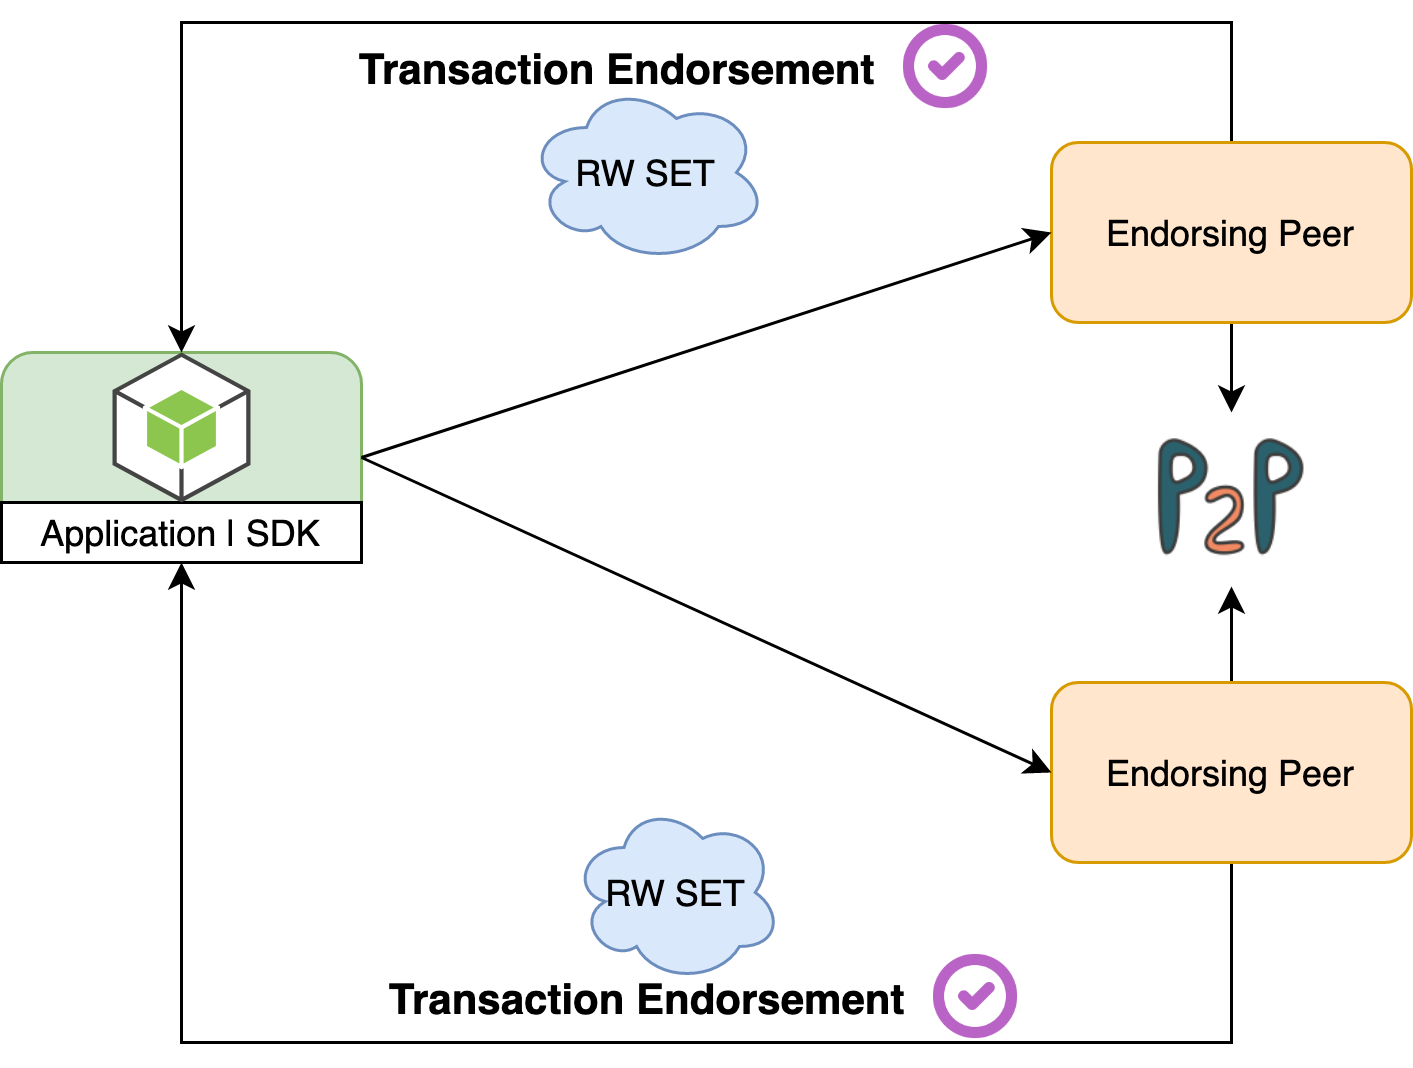 Transaction Endorsement
RW SET
Endorsing Peer
Application | SDK
P2P
Endorsing Peer
RW SET
Transaction Endorsement